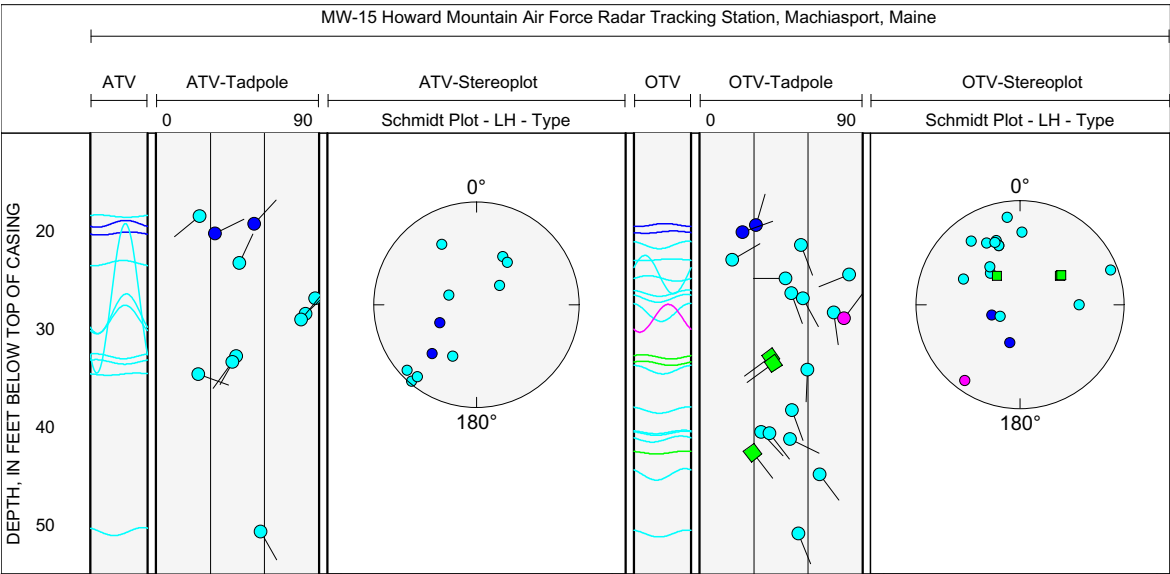 MW-15 Howard Mountain Air Force Radar Tracking Station, Machiasport, Maine
ATV ATV-Tadpole ATV-Stereoplot OTV OTV-Tadpole OTV-Stereoplot
0 90 Schmidt Plot - LH - Type 0 90 Schmidt Plot - LH - Type
DEPTH, IN FEET BELOW TOP OF CASING
20
30
40
50
0°
180°
0°
180°